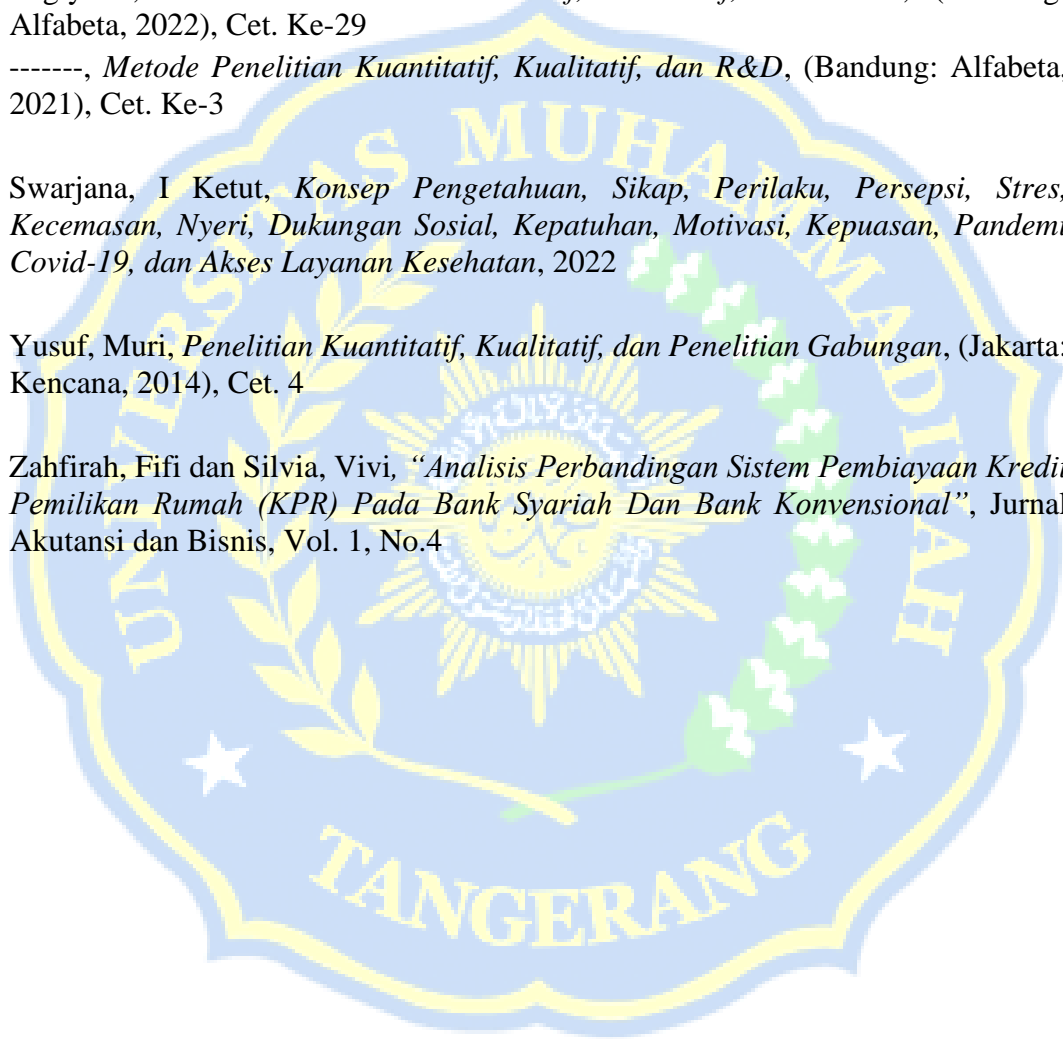 Alfabeta, 2022), Cet. Ke-29
-------, Metode Penelitian Kuantitatif, Kualitatif, dan R&D, (Bandung: Alfabeta,
2021), Cet. Ke-3
Swarjana, I Ketut, Konsep Pengetahuan, Sikap, Perilaku, Persepsi, Stres,
Kecemasan, Nyeri, Dukungan Sosial, Kepatuhan, Motivasi, Kepuasan, Pandemi
Covid-19, dan Akses Layanan Kesehatan, 2022
Yusuf, Muri, Penelitian Kuantitatif, Kualitatif, dan Penelitian Gabungan, (Jakarta:
Kencana, 2014), Cet. 4
Zahfirah, Fifi dan Silvia, Vivi, “Analisis Perbandingan Sistem Pembiayaan Kredit
Pemilikan Rumah (KPR) Pada Bank Syariah Dan Bank Konvensional”, Jurnal
Akutansi dan Bisnis, Vol. 1, No.4
UNIVERSITAS MUHAMMADIYAH
TANGERANG